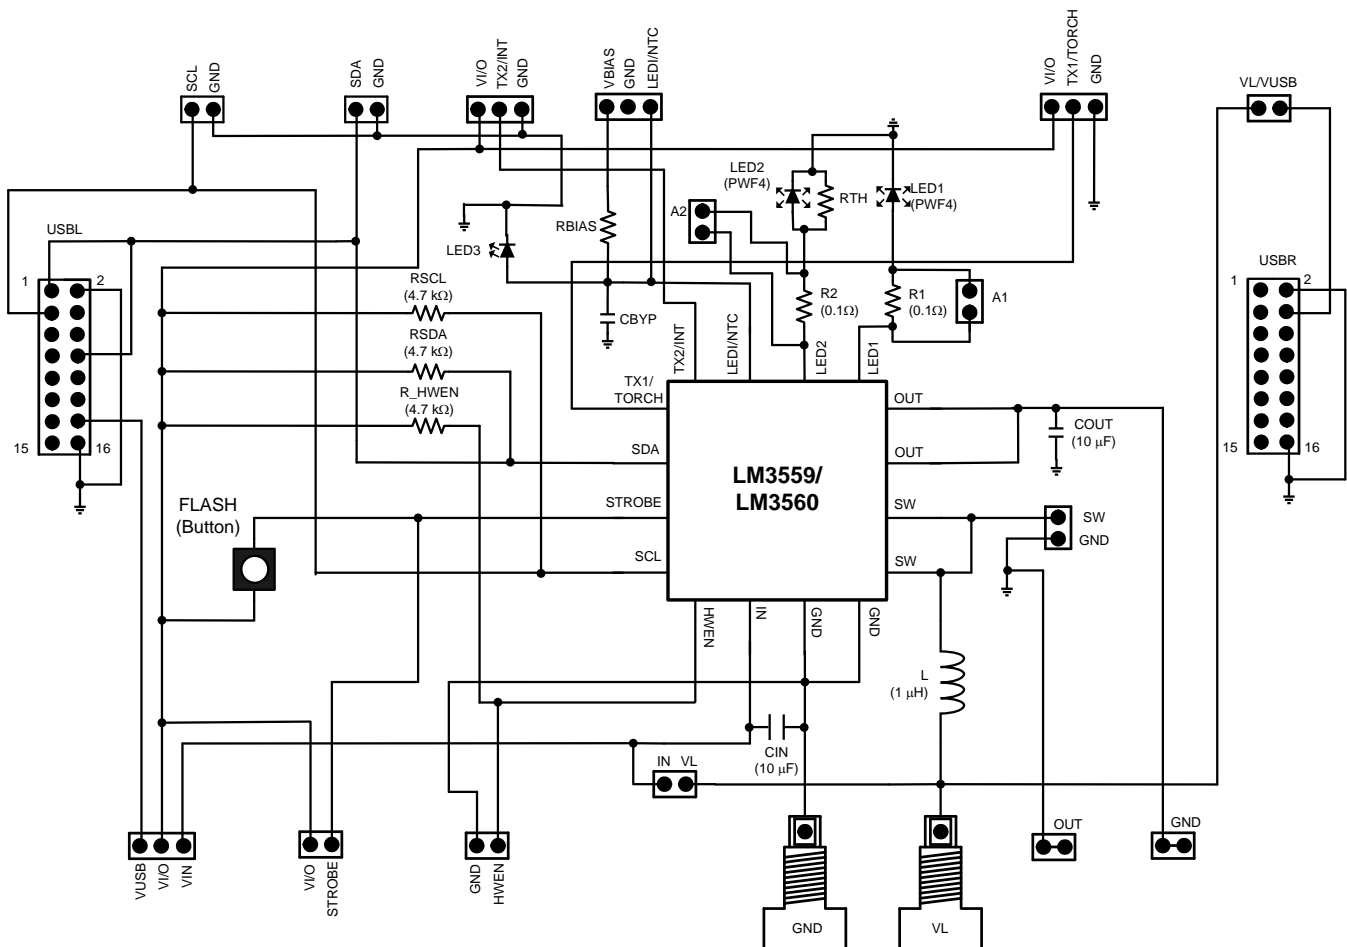 SCL
GND
SDA
GND
VI/O
TX2/INT
GND
VBIAS
GND
LEDI/NTC
VI/O
TX1/TORCH
GND
VL/VUSB
LED2
(PWF4)
RTH
LED1
(PWF4)
A2
RBIAS
LED3
USBL
1
2
15
16
RSCL
(4.7 kΩ)
RSDA
(4.7 kΩ)
R_HWEN
(4.7 kΩ)
CBYP
R2
(0.1Ω)
R1
(0.1Ω)
A1
USBR
1
2
15
16
TX2/INT
LEDI/NTC
LED2
LED1
TX1/
TORCH
SDA
STROBE
SCL
LM3559/
LM3560
OUT
OUT
SW
SW
COUT
(10 μF)
SW
GND
FLASH
(Button)
HWEN
IN
GND
GND
L
(1 μH)
CIN
(10 μF)
IN VL
VUSB
VI/O
VIN
VI/O
STROBE
GND
HWEN
OUT
GND
GND
VL